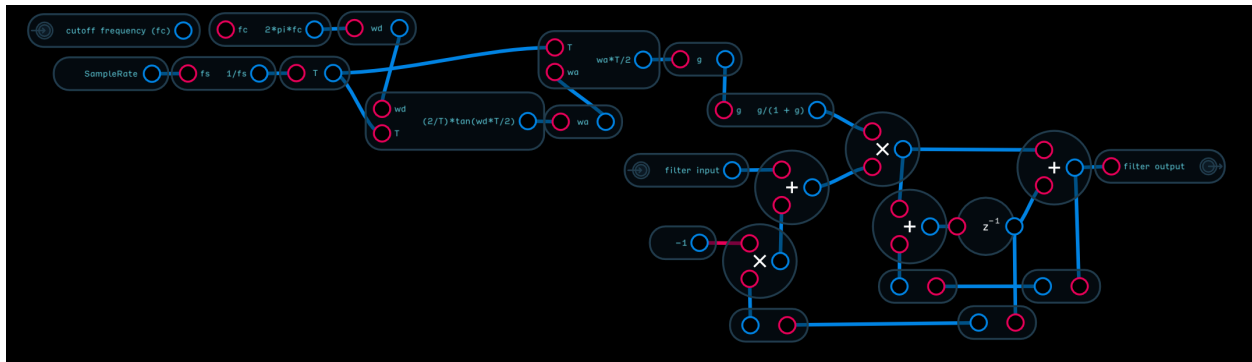 cutoff frequency (fc)
fc 2*pi*fc
wd
SampleRate
fs 1/fs
T
wd
T
(2/T)*tan(wd*T/2)
wa
T
wa
wa*T/2
g
g g/(1 + g)
×
filter input
+
-1
×
+
z⁻¹
+
filter output